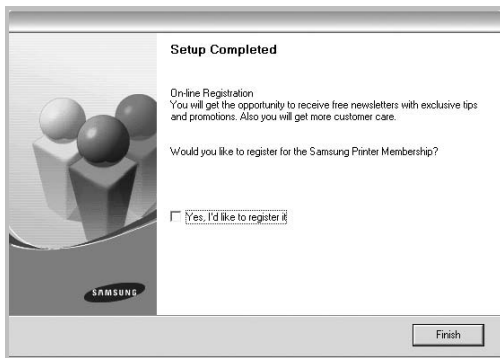 Setup Completed
On-line Registration
You will get the opportunity to receive free newsletters with exclusive tips
and promotions. Also you will get more customer care.
Would you like to register for the Samsung Printer Membership?
Yes, I'd like to register it
SAMSUNG
Finish